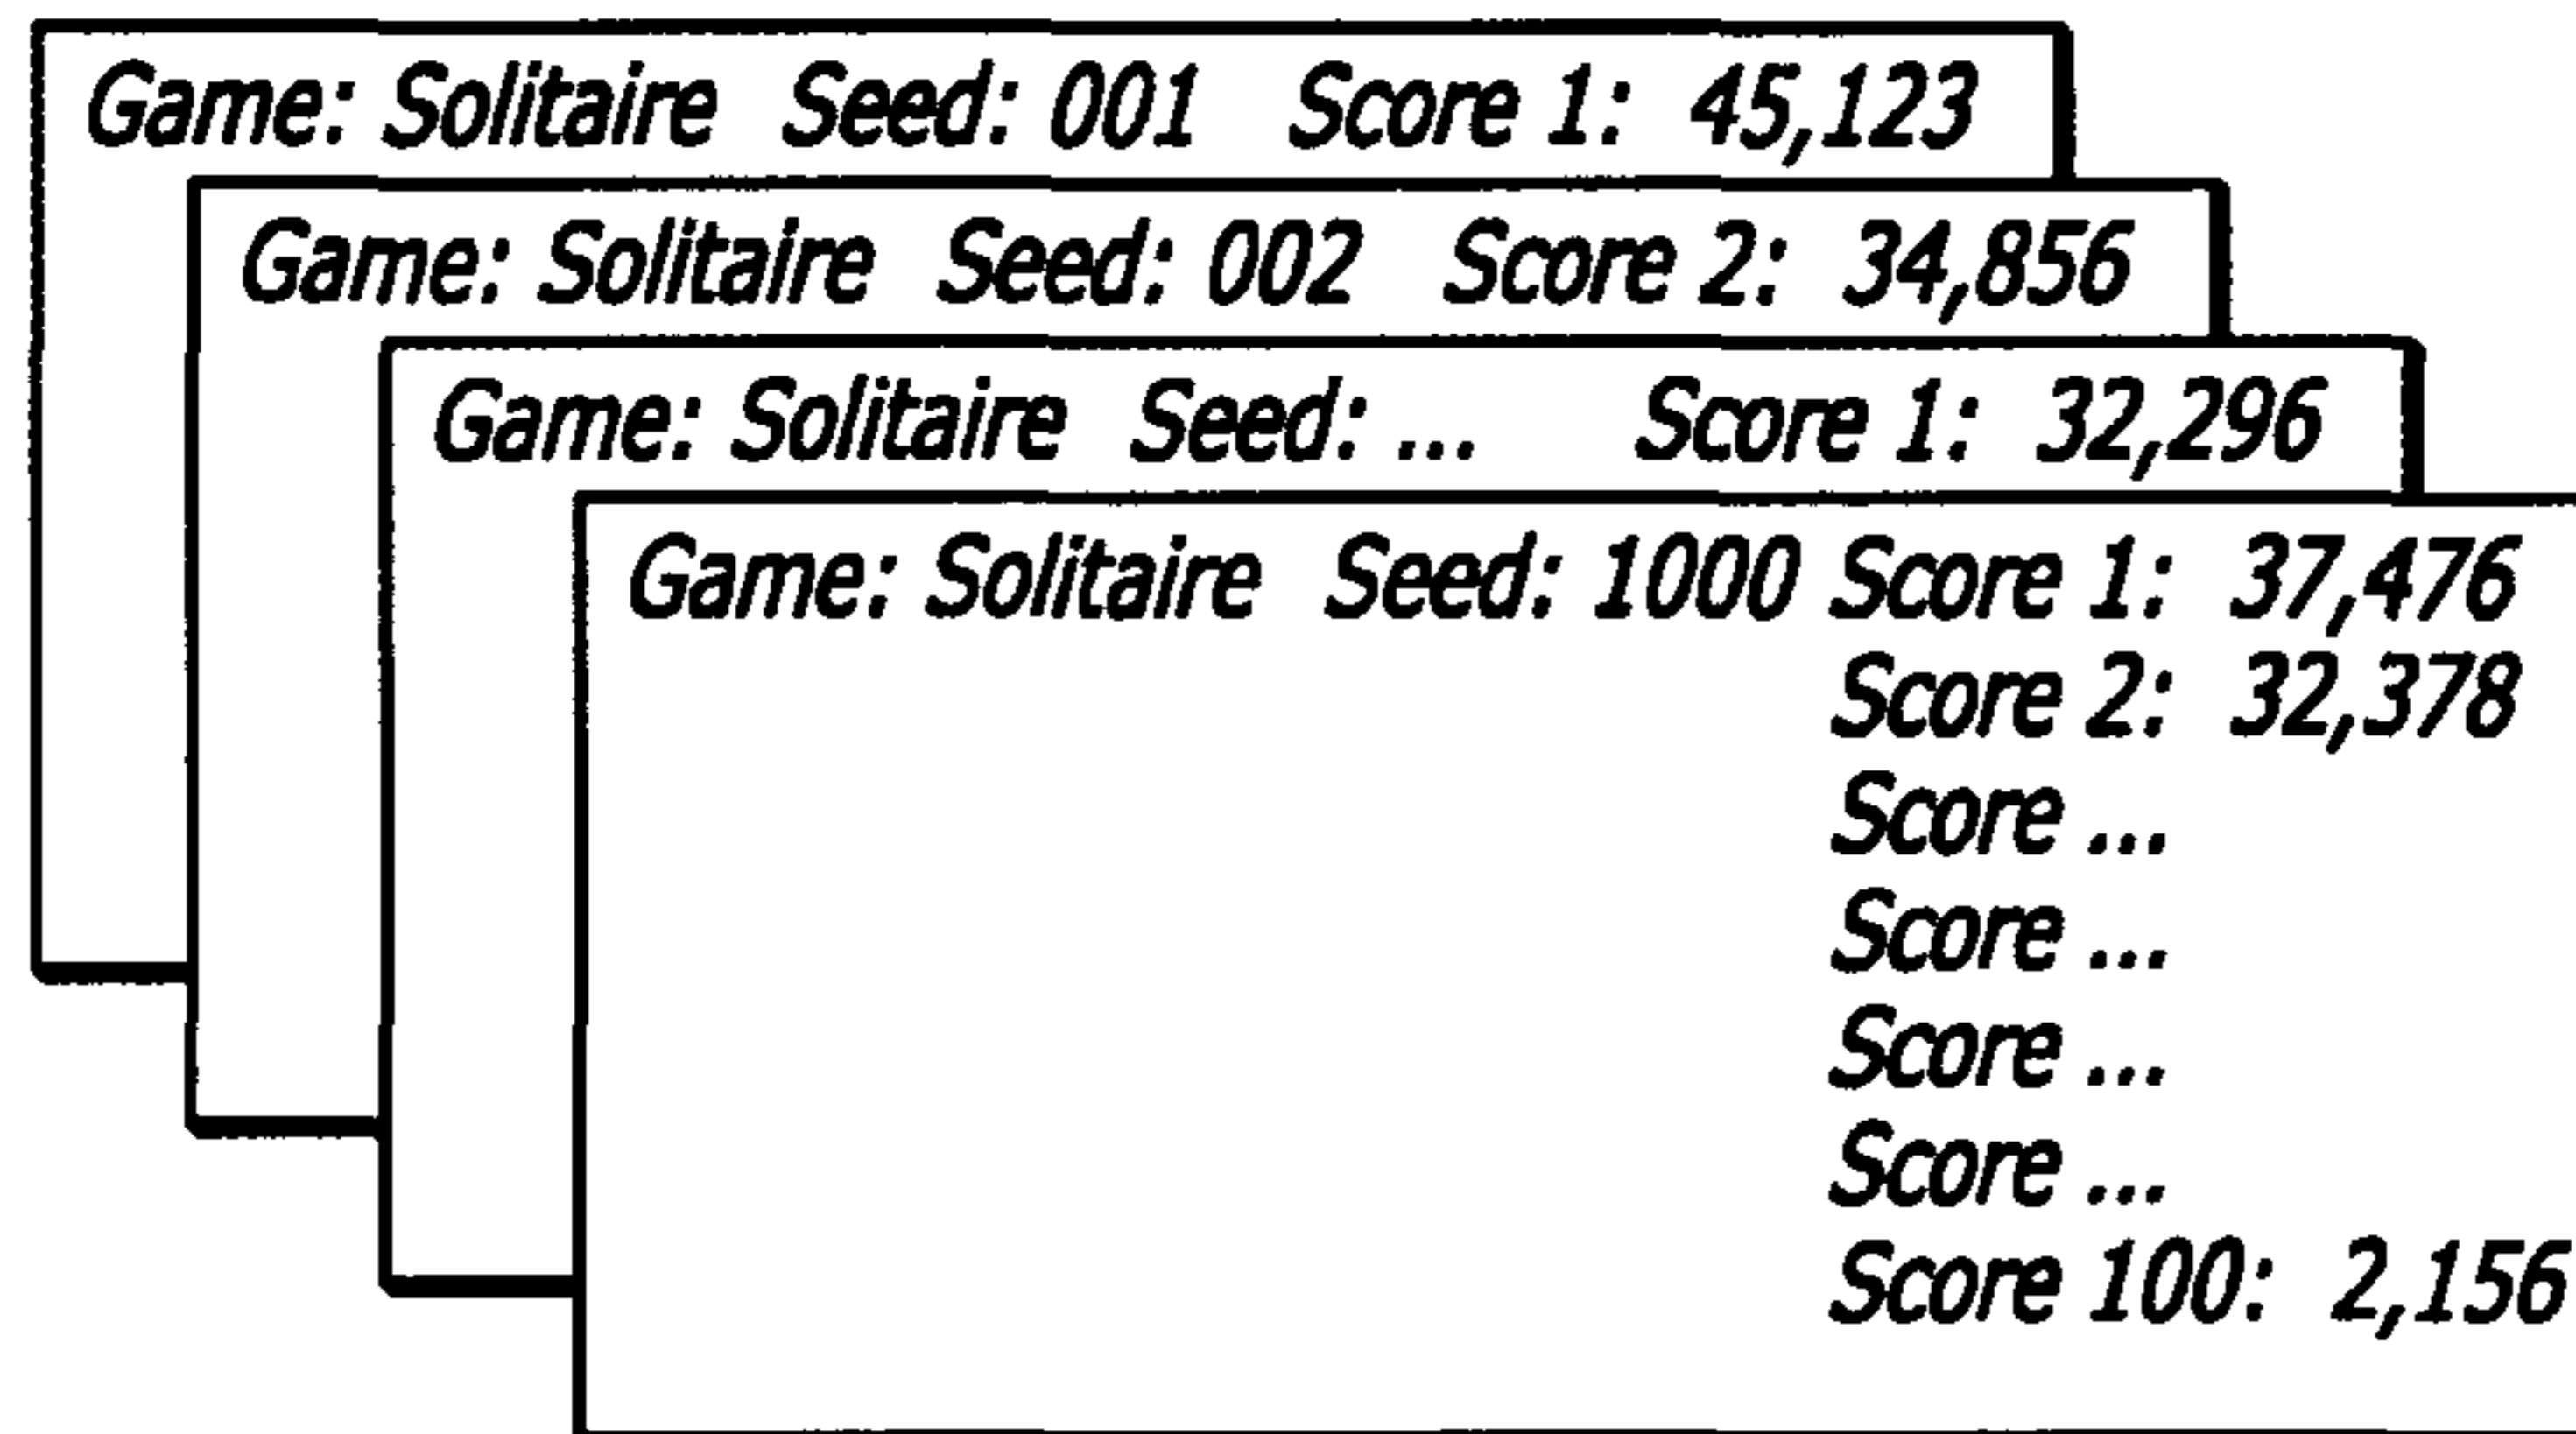 Game: Solitaire Seed: 001 Score 1: 45,123
Game: Solitaire Seed: 002 Score 2: 34,856
Game: Solitaire Seed: ... Score 1: 32,296
Game: Solitaire Seed: 1000 Score 1: 37,476
Score 2: 32,378
Score ...
Score ...
Score ...
Score ...
Score 100: 2,156